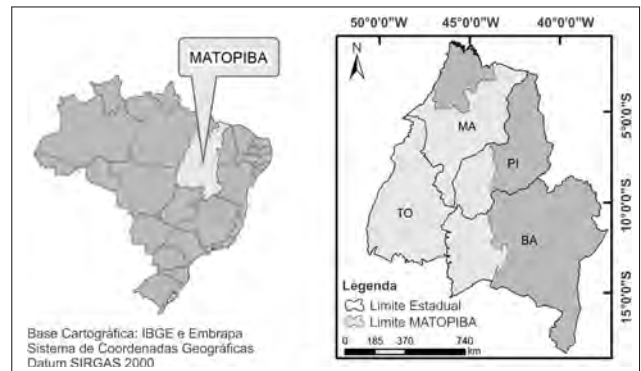 MATOPIBA
Base Cartográfica: IBGE e Embrapa
Sistema de Coordenadas Geográficas
Datum SIRGAS 2000
50°0'0"W 45°0'0"W 40°0'0"W
N
MA
PI
TO
BA
5°0'0"S
10°0'0"S
15°0'0"S
Legenda
Limite Estadual
Limite MATOPIBA
0 185 370 740
km